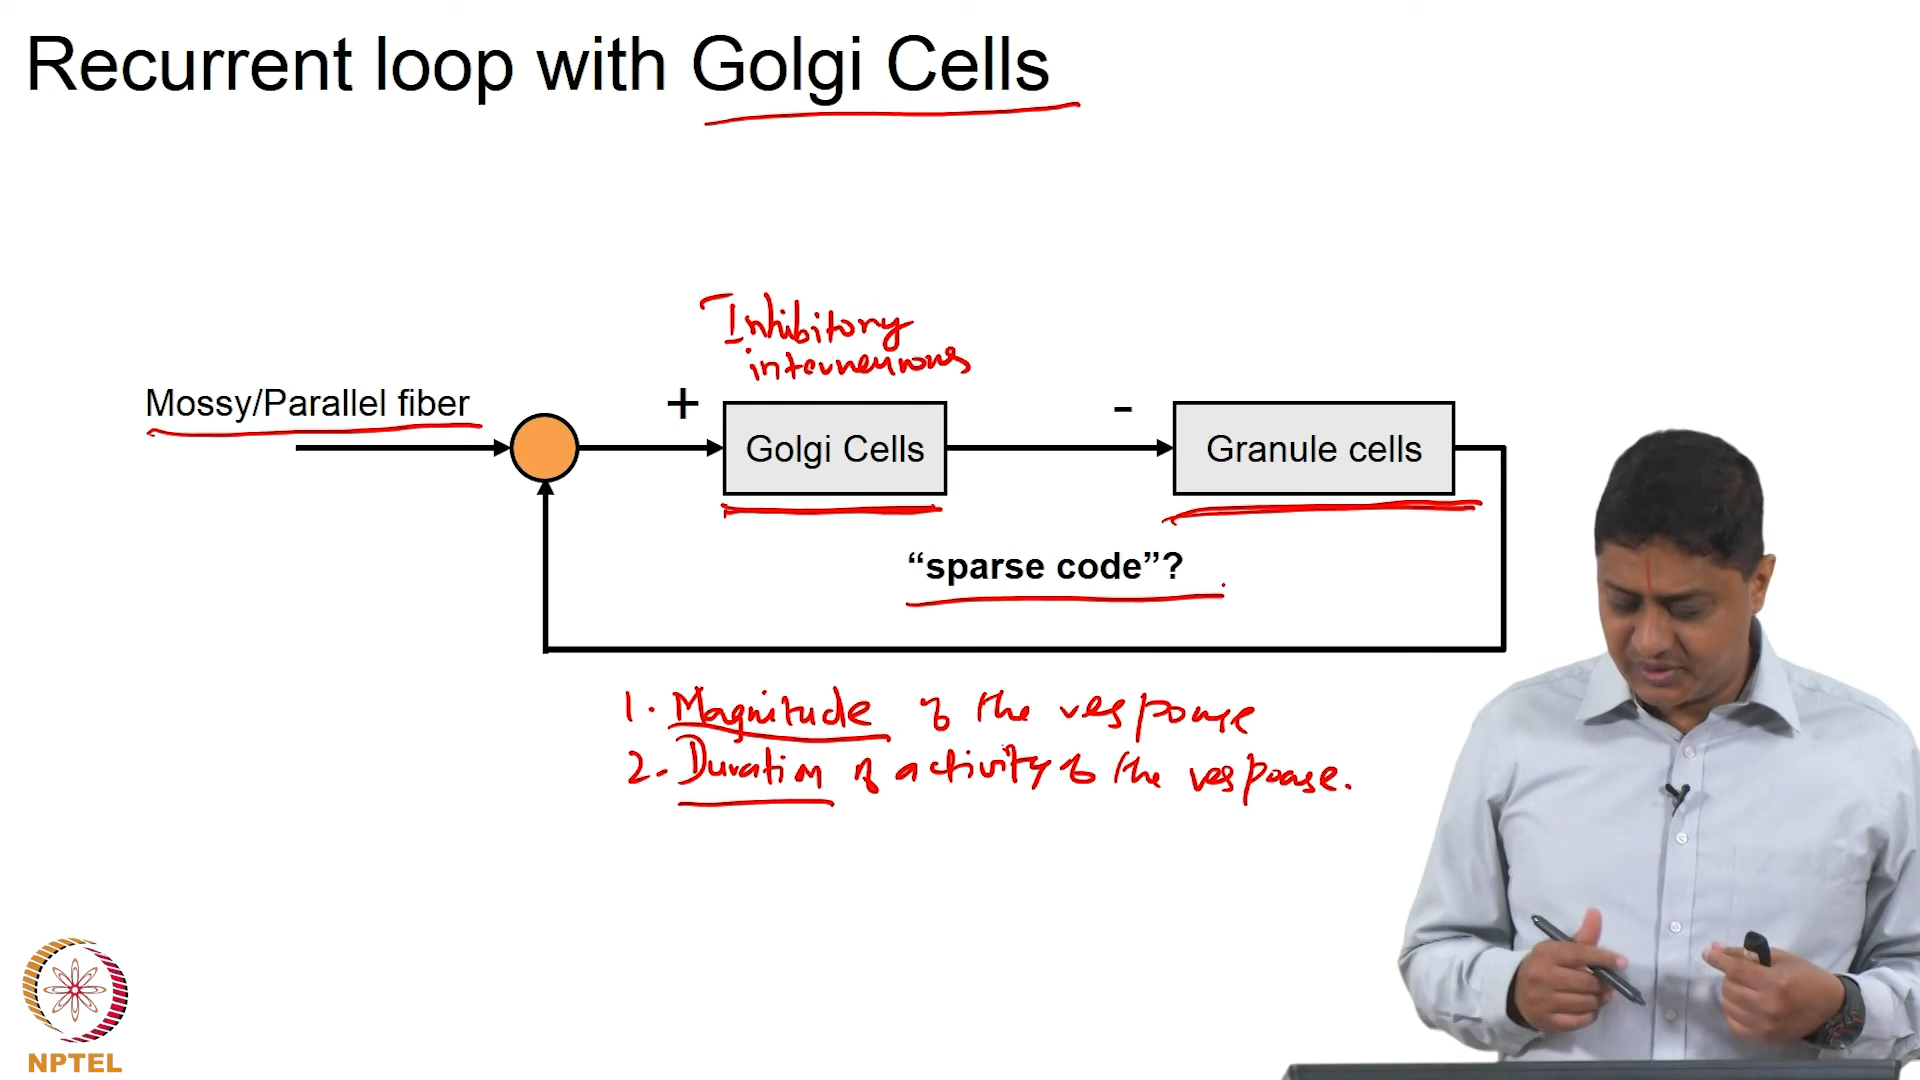 Recurrent loop with Golgi Cells
Inhibitory
interneurons
Mossy/Parallel fiber
+
-
Golgi Cells
Granule cells
“sparse code”?
1. Magnitude of the response
2. Duration of activity of the response.
NPTEL